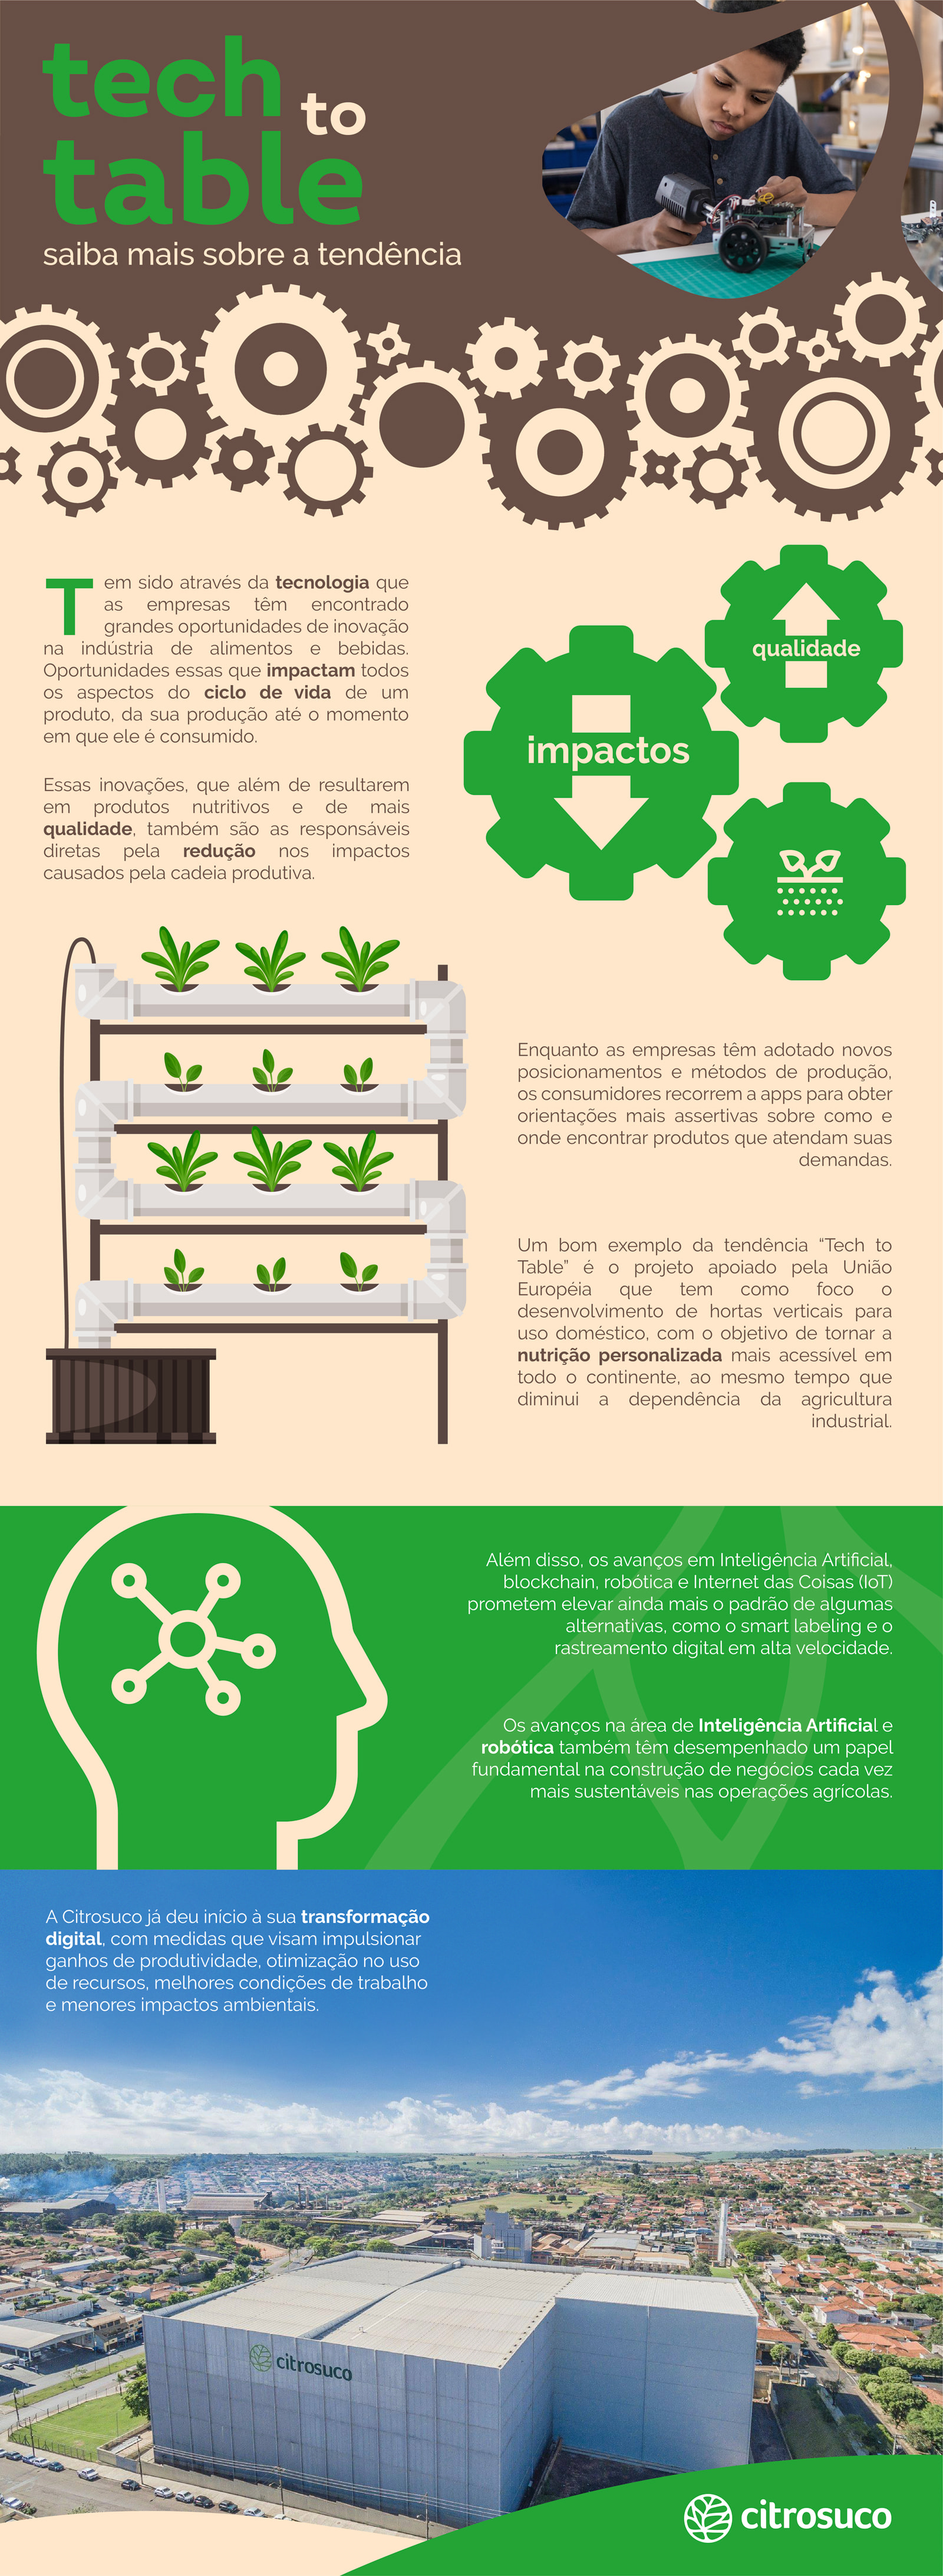 tech
to
table
saiba mais sobre a tendência
Tem sido através da tecnologia que
as empresas têm encontrado
grandes oportunidades de inovação
na indústria de alimentos e bebidas.
Oportunidades essas que impactam todos
os aspectos do ciclo de vida de um
produto, da sua produção até o momento
em que ele é consumido.
Essas inovações, que além de resultarem
em produtos nutritivos e de mais
qualidade, também são as responsáveis
diretas pela redução nos impactos
causados pela cadeia produtiva.
qualidade
impactos
Enquanto as empresas têm adotado novos
posicionamentos e métodos de produção,
os consumidores recorrem a apps para obter
orientações mais assertivas sobre como e
onde encontrar produtos que atendam suas
demandas.
Um bom exemplo da tendência “Tech to
Table” é o projeto apoiado pela União
Européia que tem como foco o
desenvolvimento de hortas verticais para
uso doméstico, com o objetivo de tornar a
nutrição personalizada mais acessível em
todo o continente, ao mesmo tempo que
diminui a dependência da agricultura
industrial.
Além disso, os avanços em Inteligência Artificial,
blockchain, robótica e Internet das Coisas (IoT)
prometem elevar ainda mais o padrão de algumas
alternativas, como o smart labeling e o
rastreamento digital em alta velocidade.
Os avanços na área de Inteligência Artificial e
robótica também têm desempenhado um papel
fundamental na construção de negócios cada vez
mais sustentáveis nas operações agrícolas.
A Citrosuco já deu início à sua transformação
digital, com medidas que visam impulsionar
ganhos de produtividade, otimização no uso
de recursos, melhores condições de trabalho
e menores impactos ambientais.
citrosuco
citrosuco